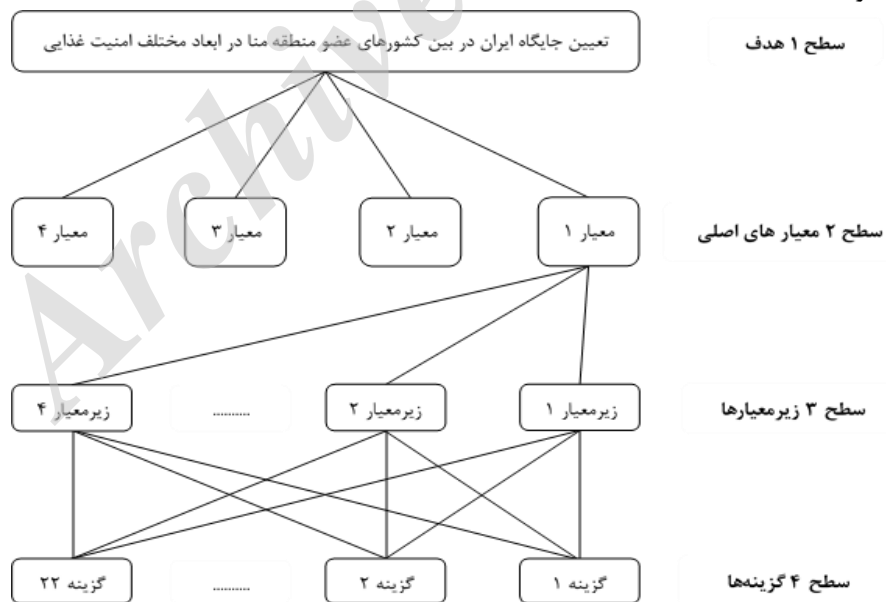 سطح ۱ هدف
تعیین جایگاه ایران در بین کشورهای عضو منطقه منا در ابعاد مختلف امنیت غذایی
سطح ۲ معیار های اصلی
معیار ۱
معیار ۲
معیار ۳
معیار ۴
سطح ۳ زیرمعیارها
زیرمعیار ۱
زیرمعیار ۲
..........
زیرمعیار ۴
سطح ۴ گزینه‌ها
گزینه ۱
گزینه ۲
..........
گزینه ۲۲
Archive